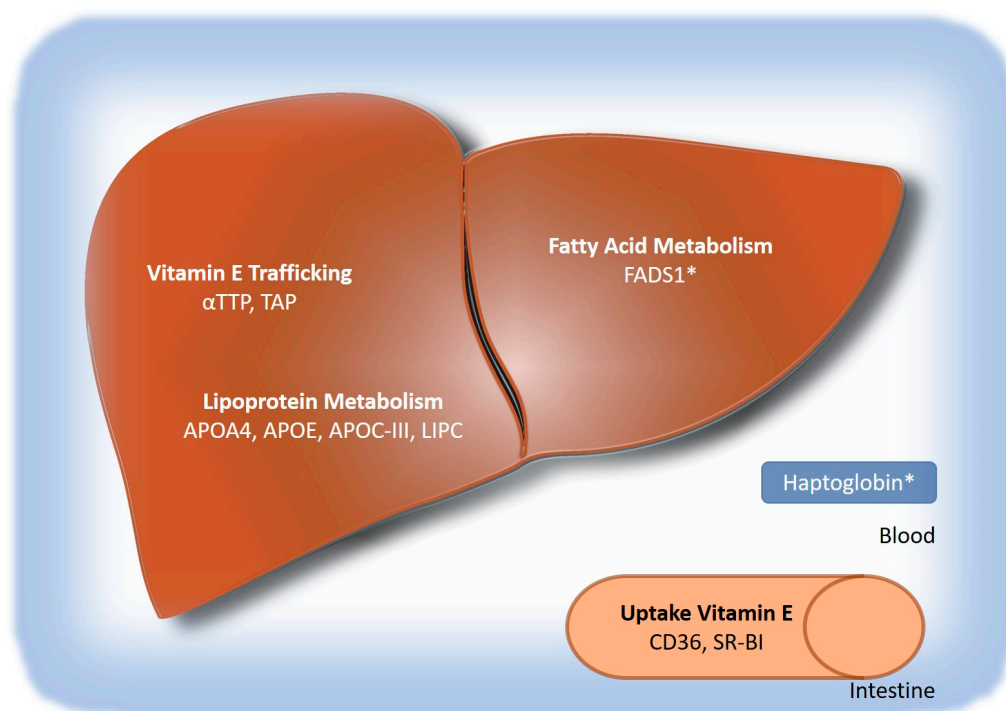 Fatty Acid Metabolism
FADS1*
Vitamin E Trafficking
αTTP, TAP
Lipoprotein Metabolism
APOA4, APOE, APOC-III, LIPC
Haptoglobin*
Blood
Uptake Vitamin E
CD36, SR-BI
Intestine